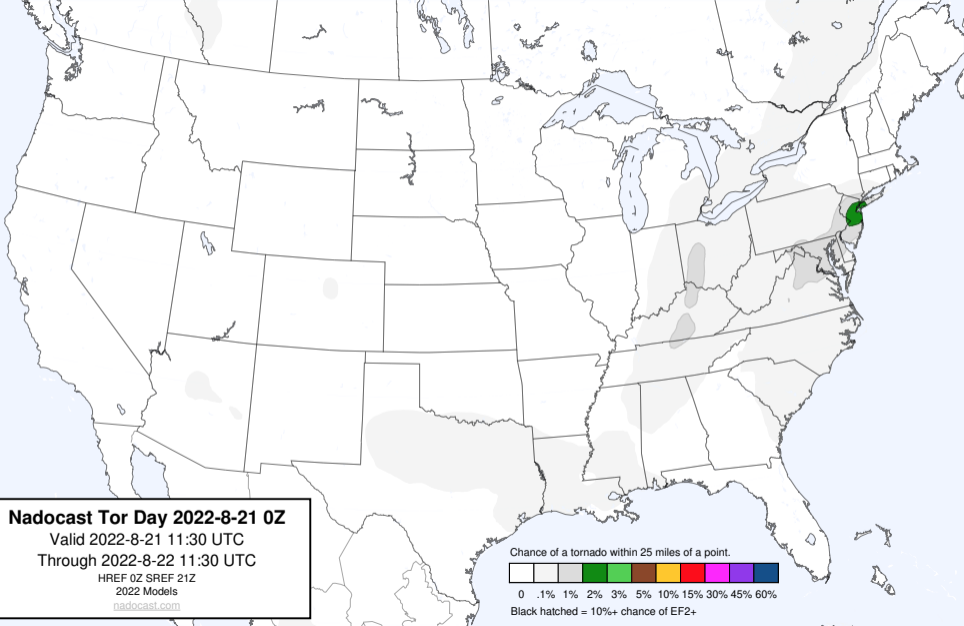 Nadocast Tor Day 2022-8-21 0Z
Valid 2022-8-21 11:30 UTC
Through 2022-8-22 11:30 UTC
HREF 0Z SREF 21Z
2022 Models
nadocast.com
Chance of a tornado within 25 miles of a point.
0 .1% 1% 2% 3% 5% 10% 15% 30% 45% 60%
Black hatched = 10%+ chance of EF2+